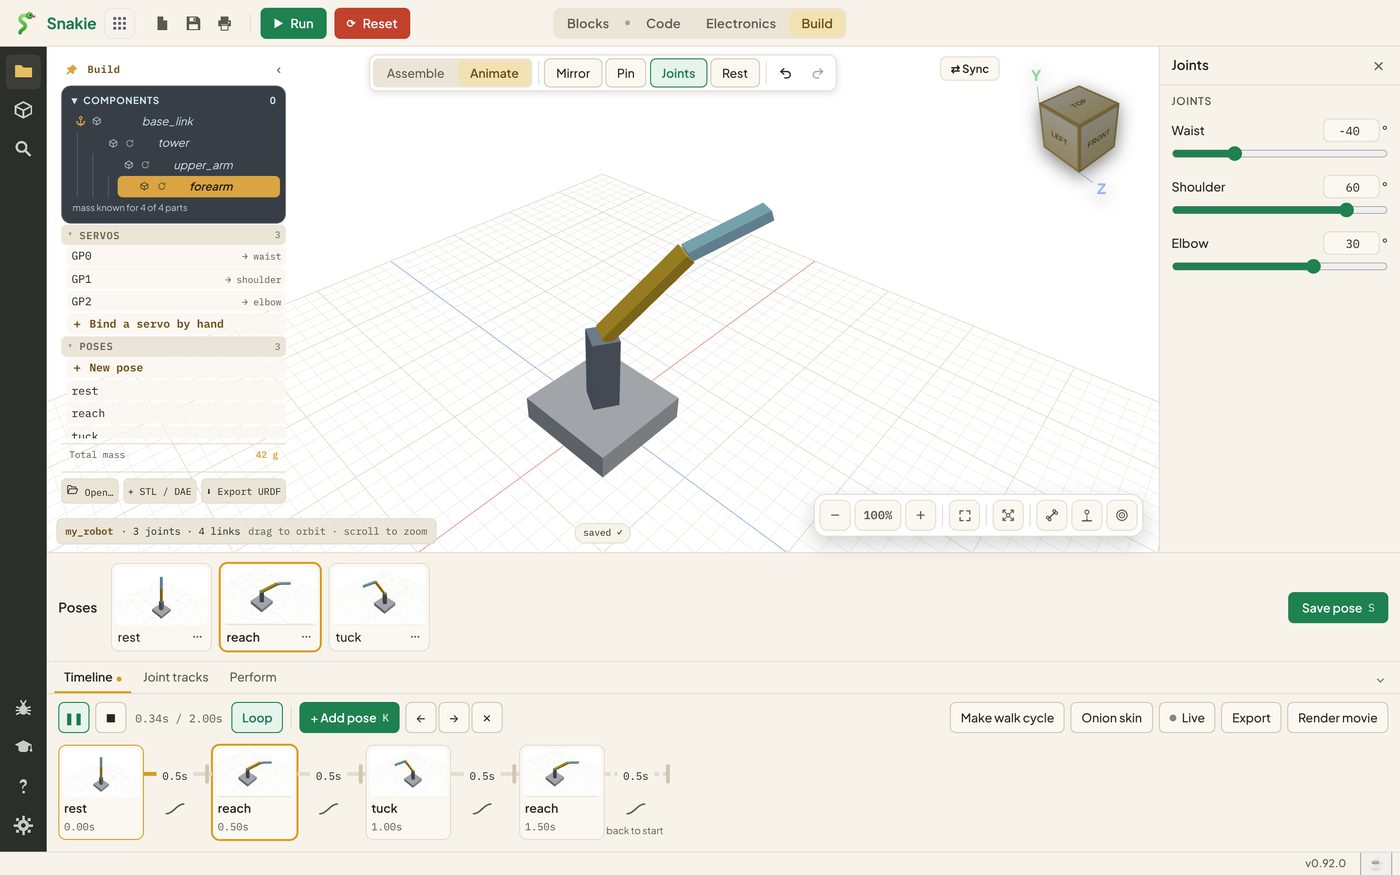 Snakie
Run
Reset
Blocks • Code Electronics Build
Build
COMPONENTS 0
base_link
tower
upper_arm
forearm
mass known for 4 of 4 parts
SERVOS 3
GP0 → waist
GP1 → shoulder
GP2 → elbow
+ Bind a servo by hand
POSES 3
+ New pose
rest
reach
tuck
Total mass 42 g
Open…
+ STL / DAE
Export URDF
my_robot · 3 joints · 4 links drag to orbit · scroll to zoom
Assemble Animate Mirror Pin Joints Rest
Sync
Y
TOP
LEFT
FRONT
Z
saved ✓
− 100% +
Joints
JOINTS
Waist -40 °
Shoulder 60 °
Elbow 30 °
Poses
rest ...
reach ...
tuck ...
Save pose S
Timeline • Joint tracks Perform
0.34s / 2.00s Loop + Add pose K ← → ×
Make walk cycle Onion skin Live Export Render movie
rest
0.00s
0.5s
reach
0.50s
0.5s
tuck
1.00s
0.5s
reach
1.50s
0.5s
back to start
v0.92.0